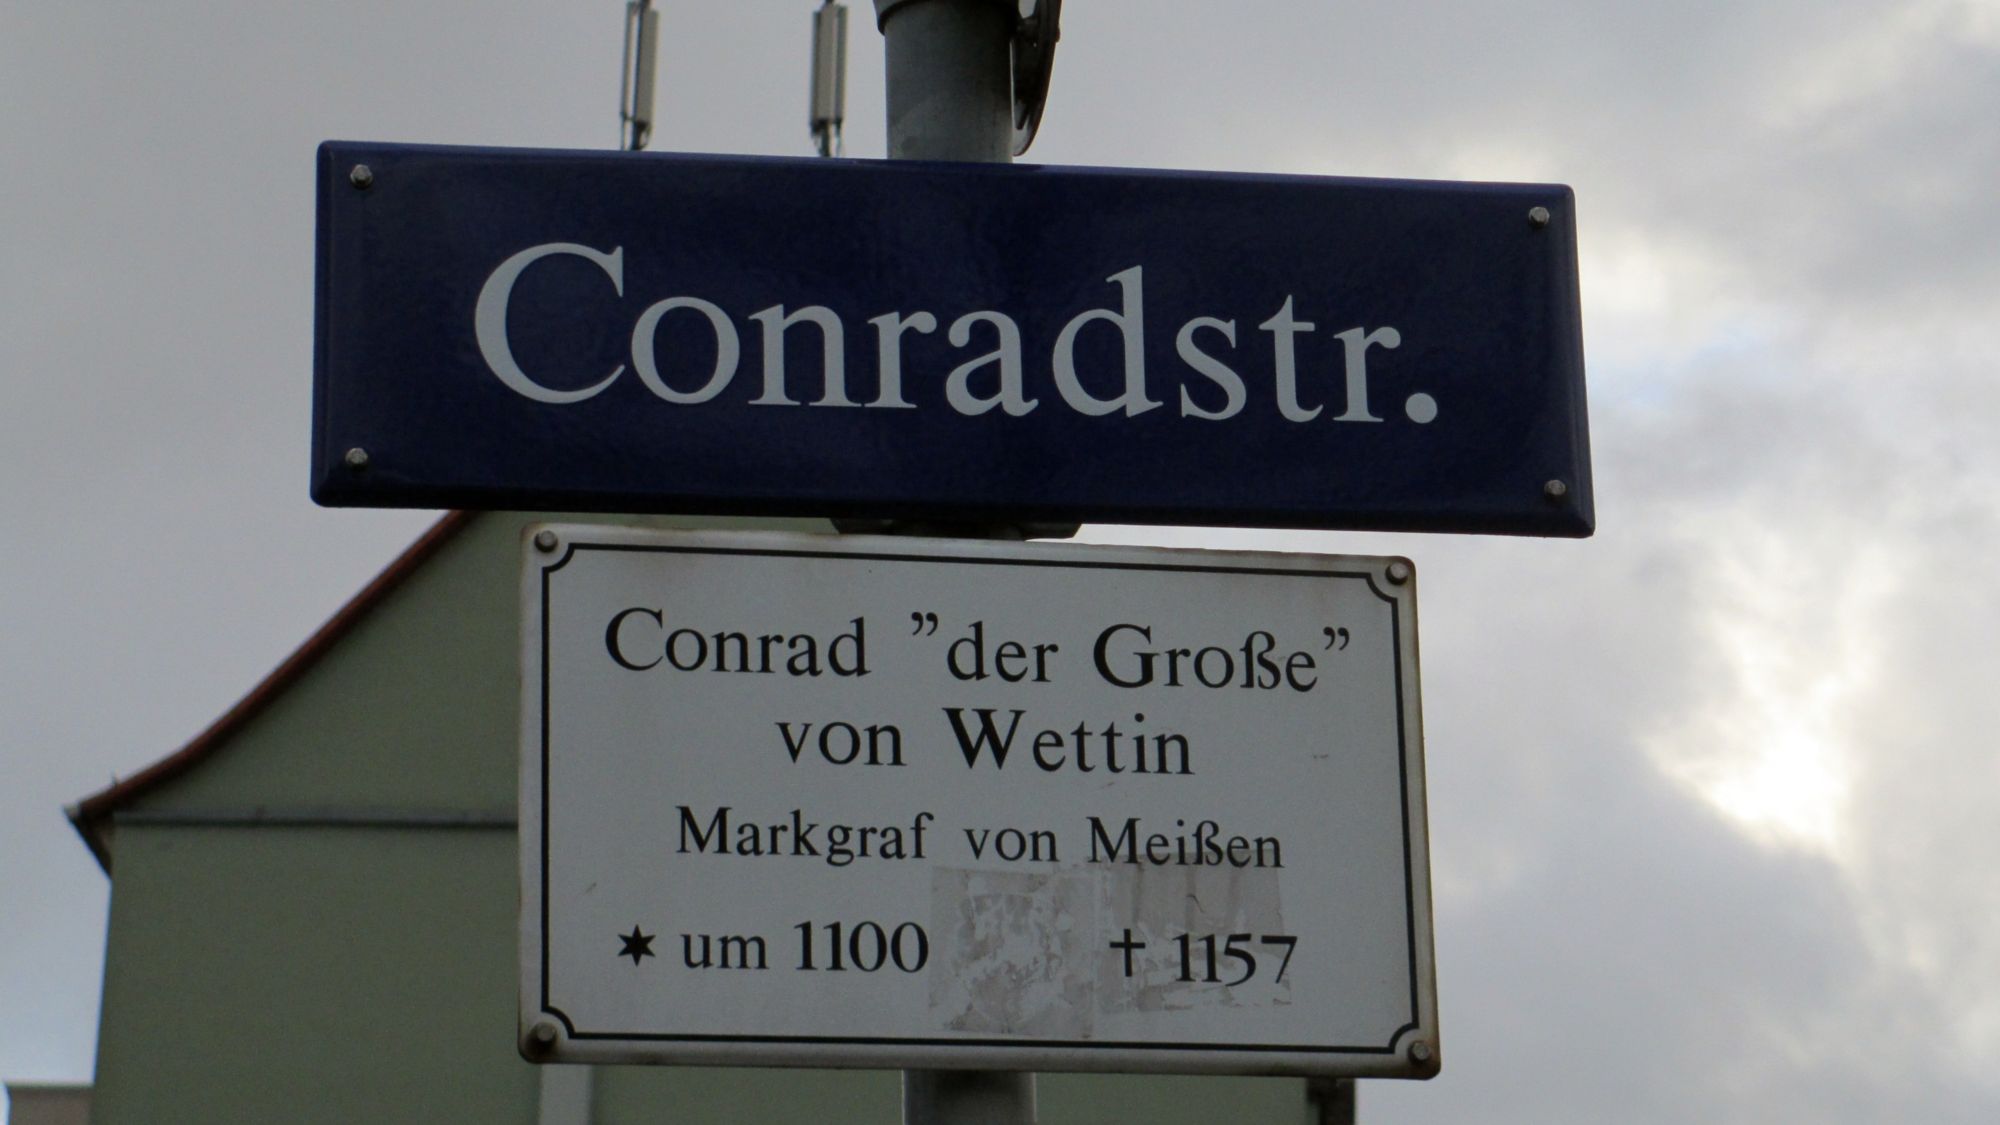 Conradstr.
Conrad ”der Große”
von Wettin
Markgraf von Meißen
✶ um 1100 † 1157